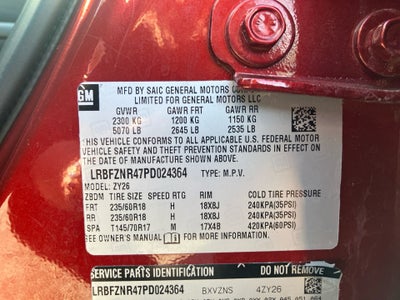 GM
MFD BY SAIC GENERAL MOTORS
LIMITED FOR GENERAL MOTORS LLC
GVWR GAWR FRT GAWR RR
2300 KG 1200 KG 1150 KG
5070 LB 2645 LB 2535 LB
THIS VEHICLE CONFORMS TO ALL APPLICABLE U.S. FEDERAL MOTOR
VEHICLE SAFETY, BUMPER, AND THEFT PREVENTION STANDARDS
IN EFFECT ON THE DATE OF MANUFACTURE SHOWN ABOVE.
LRBFZNR47PD024364 TYPE: M.P.V.
MODEL: ZY26
ZBDM TIRE SIZE SPEED RTG RIM COLD TIRE PRESSURE
FRT 235/60R18 H 18X8J 240KPA(35PSI)
RR 235/60R18 H 18X8J 240KPA(35PSI)
SPA T145/70R17 M 17X4B 420KPA(60PSI)
SEE OWNER'S MANUAL FOR MORE INFORMATION.
SERVICE PARTS IDENTIFICATION DO NOT REMOVE
LRBFZNR47PD024364 BXVZNS 4ZY26